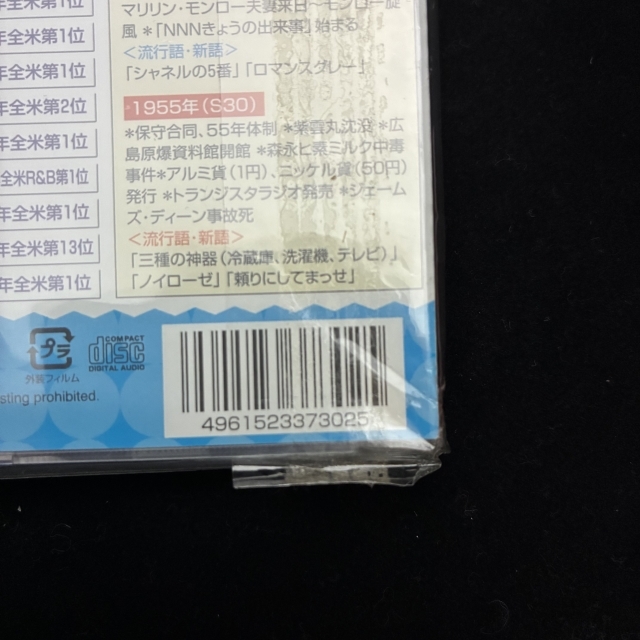 年全米第1位
年全米第1位
年全米第1位
年全米第2位
年全米第1位
全米R&B第1位
年全米第1位
年全米第13位
年全米第1位
マリリン・モンロー夫妻来日〜モンロー旋
風 *「NNNきょうの出来事」始まる
<流行語・新語>
「シャネルの5番」「ロマンスグレー」
1955年(S30)
*保守合同、55年体制 *紫雲丸沈没 *広
島原爆資料館開館 *森永ヒ素ミルク中毒
事件*アルミ貨(1円)、ニッケル貨(50円)
発行 *トランジスタラジオ発売 *ジェーム
ズ・ディーン事故死
<流行語・新語>
「三種の神器(冷蔵庫、洗濯機、テレビ)」
「ノイローゼ」「頼りにしてまっせ」
プラ
外装フィルム
COMPACT
disc
DIGITAL AUDIO
sting prohibited.
4961523373025